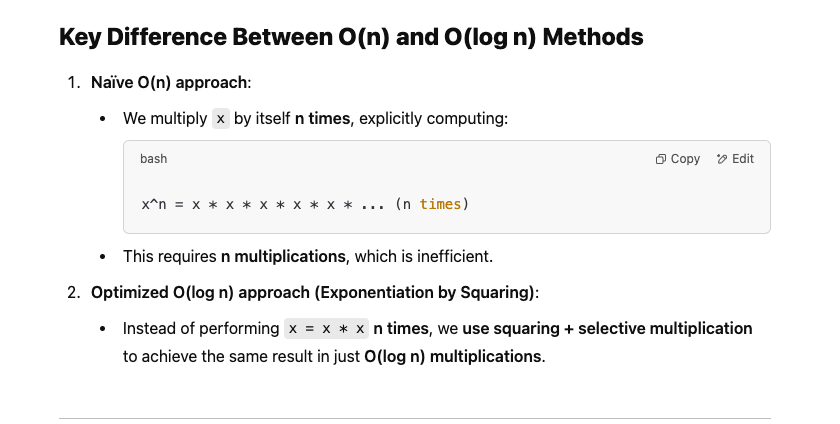 Key Difference Between O(n) and O(log n) Methods
1. Naïve O(n) approach:
• We multiply x by itself n times, explicitly computing:
bash Copy Edit
x^n = x * x * x * x * x * ... (n times)
• This requires n multiplications, which is inefficient.
2. Optimized O(log n) approach (Exponentiation by Squaring):
• Instead of performing x = x * x n times, we use squaring + selective multiplication
to achieve the same result in just O(log n) multiplications.